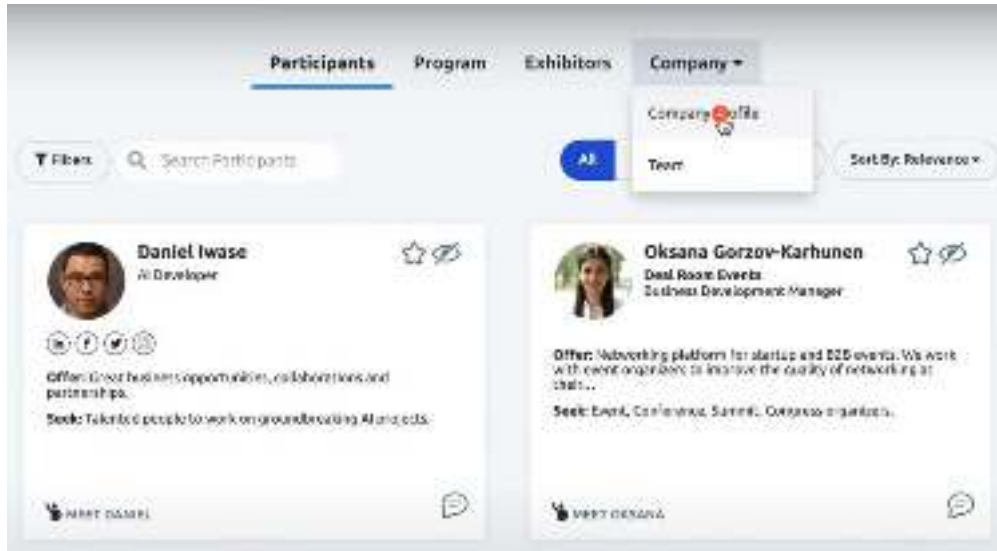 Participants Program Exhibitors Company
Company Profile
Team
Filters
Search Participants
All
Sort By: Relevance
Daniel Iwase
AI Developer
Offer: Great business opportunities, collaborations and
partnerships.
Seek: Talented people to work on groundbreaking AI projects.
MEET DANIEL
Oksana Gorzov-Karhunen
Deal Room Events
Business Development Manager
Offer: Networking platform for startup and B2B events. We work
with event organizers to improve the quality of networking at
their...
Seek: Event, Conference, Summit, Congress organizers.
MEET OKSANA